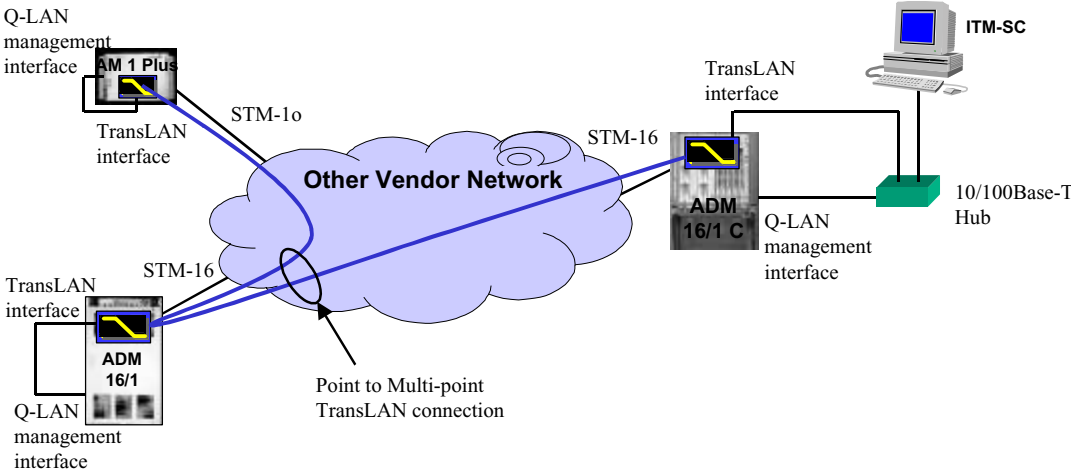 Q-LAN
management
interface
AM 1 Plus
TransLAN
interface
STM-1o
Other Vendor Network
STM-16
TransLAN
interface
ITM-SC
ADM
16/1 C
Q-LAN
management
interface
10/100Base-T
Hub
STM-16
TransLAN
interface
ADM
16/1
Q-LAN
management
interface
Point to Multi-point
TransLAN connection